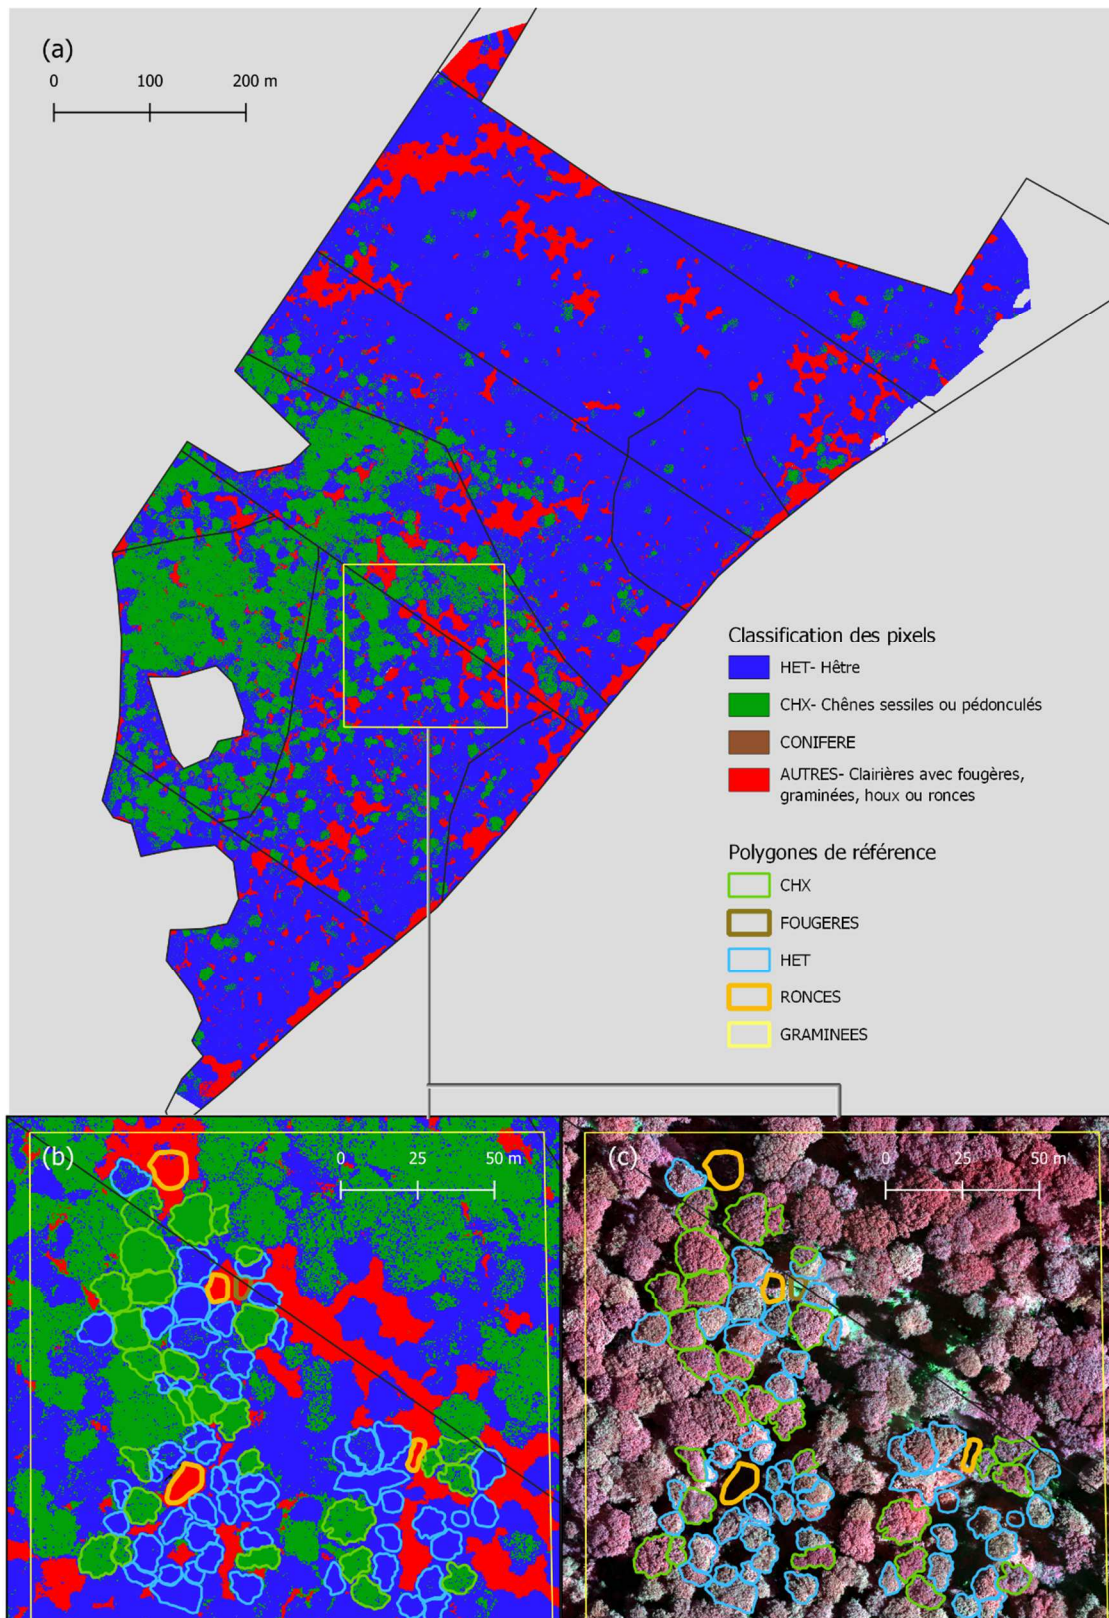 (a)
0 100 200 m
Classification des pixels
HET- Hêtre
CHX- Chênes sessiles ou pédonculés
CONIFERE
AUTRES- Clairières avec fougères,
graminées, houx ou ronces
Polygones de référence
CHX
FOUGERES
HET
RONCES
GRAMINEES
(b)
0 25 50 m
(c)
0 25 50 m